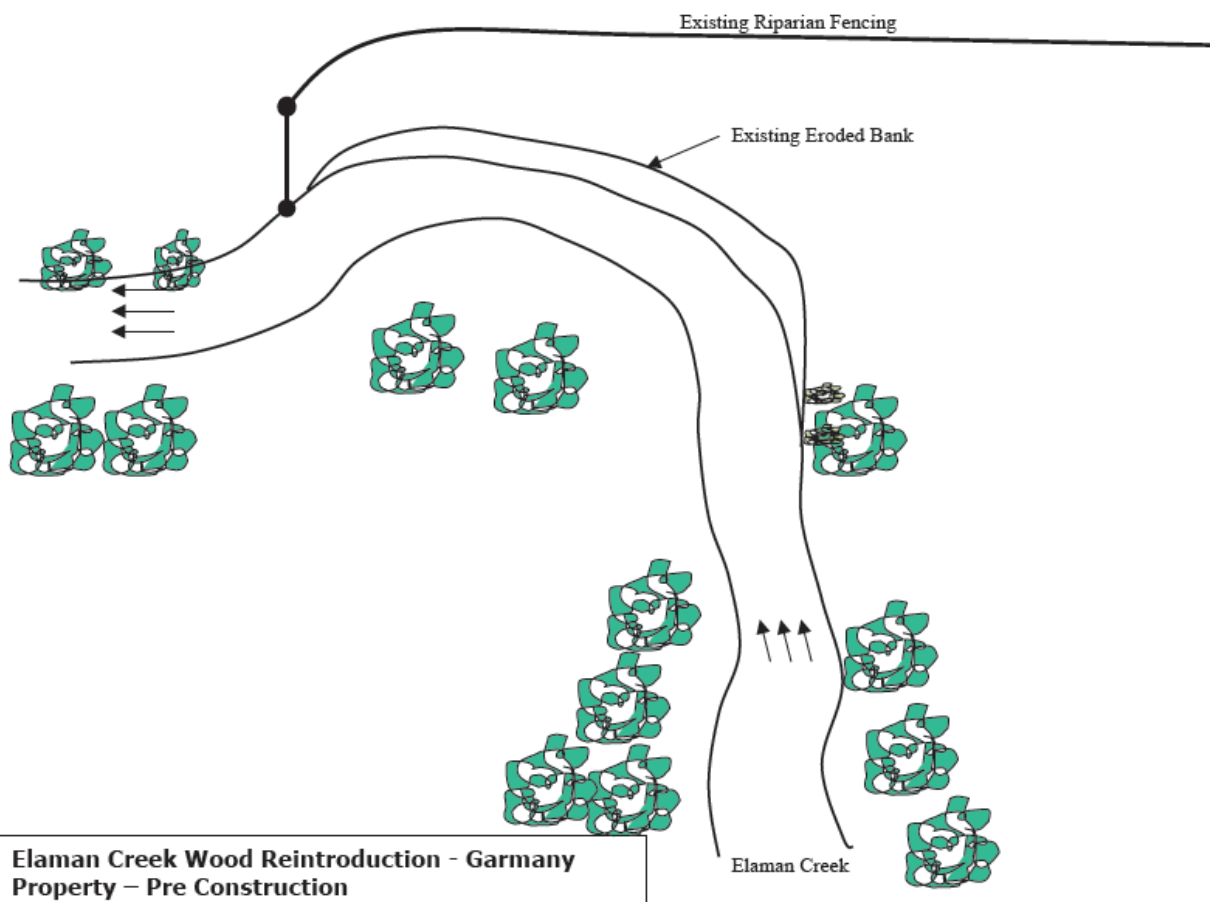 Existing Riparian Fencing
Existing Eroded Bank
Elaman Creek
Elaman Creek Wood Reintroduction - Garmany
Property – Pre Construction